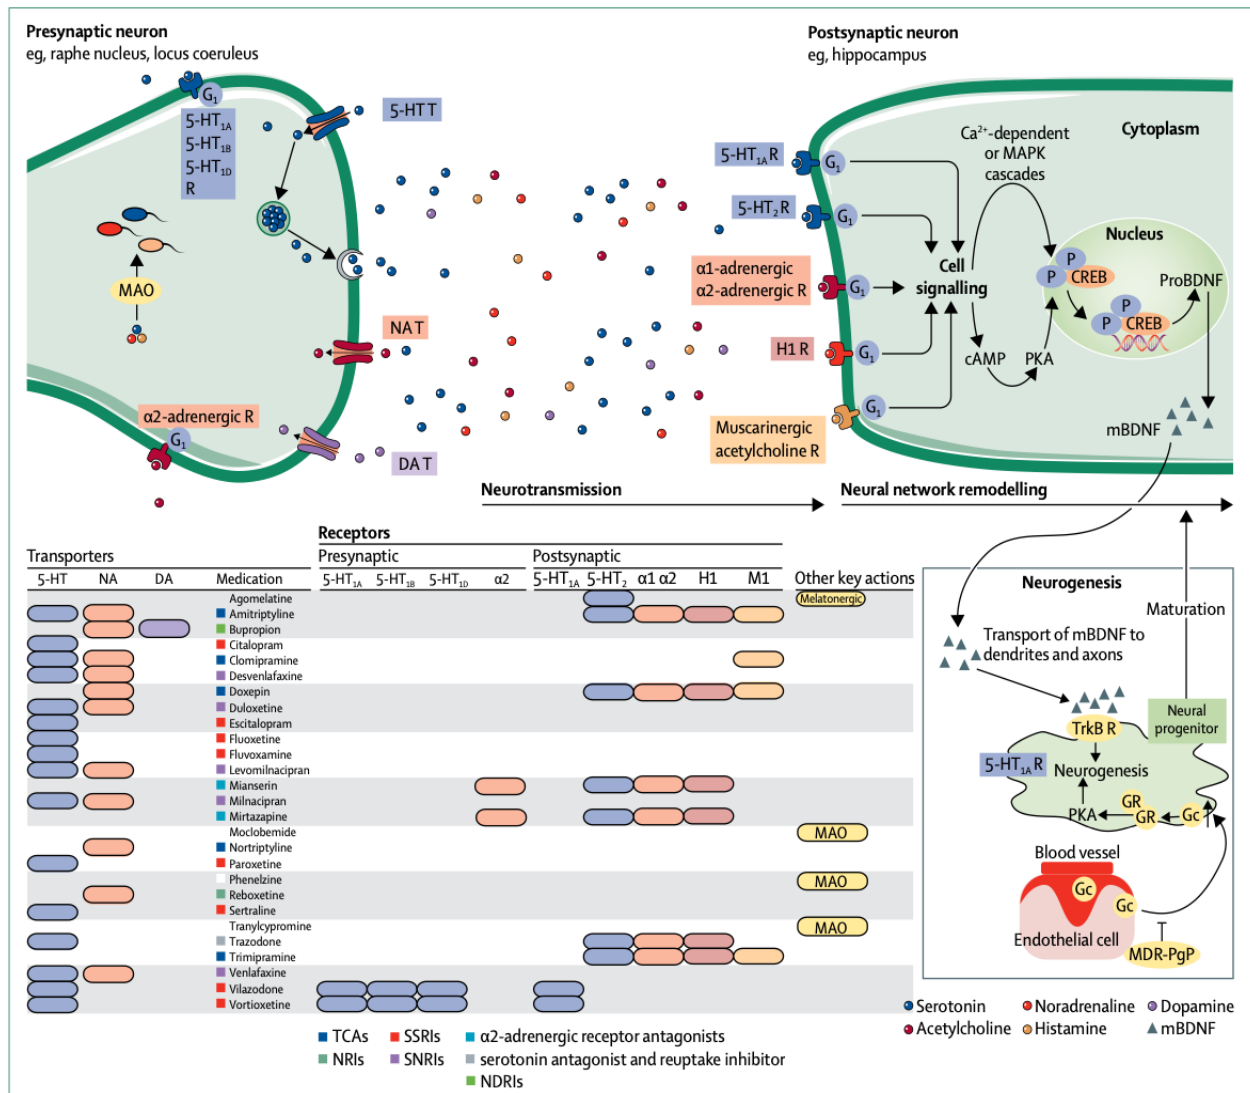 Presynaptic neuron
eg, raphe nucleus, locus coeruleus
Postsynaptic neuron
eg, hippocampus
G₁
5-HT₁A
5-HT₁B
5-HT₁D
R
5-HT T
MAO
NA T
α2-adrenergic R
G₁
DA T
5-HT₁A R
G₁
5-HT₂ R
G₁
α1-adrenergic
α2-adrenergic R
G₁
H1 R
G₁
Muscarinergic
acetylcholine R
G₁
Ca²⁺-dependent
or MAPK
cascades
Cytoplasm
Nucleus
Cell
signalling
P
P
CREB
P
P
CREB
ProBDNF
cAMP
PKA
mBDNF
Neurotransmission
Neural network remodelling
Receptors
Transporters
Presynaptic
Postsynaptic
5-HT NA DA Medication 5-HT₁A 5-HT₁B 5-HT₁D α2 5-HT₁A 5-HT₂ α1 α2 H1 M1 Other key actions
Agomelatine Melatonergic
Amitriptyline
Bupropion
Citalopram
Clomipramine
Desvenlafaxine
Doxepin
Duloxetine
Escitalopram
Fluoxetine
Fluvoxamine
Levomilnacipran
Mianserin
Milnacipran
Mirtazapine
Moclobemide MAO
Nortriptyline
Paroxetine
Phenelzine MAO
Reboxetine
Sertraline
Tranylcypromine MAO
Trazodone
Trimipramine
Venlafaxine
Vilazodone
Vortioxetine
TCAs SSRIs α2-adrenergic receptor antagonists
NRIs SNRIs serotonin antagonist and reuptake inhibitor
NDRIs
Neurogenesis
Maturation
Transport of mBDNF to
dendrites and axons
TrkB R
Neural
progenitor
5-HT₁A R
Neurogenesis
PKA
GR
GR
Gc
Blood vessel
Gc
Gc
Endothelial cell
MDR-PgP
Serotonin Noradrenaline Dopamine
Acetylcholine Histamine mBDNF